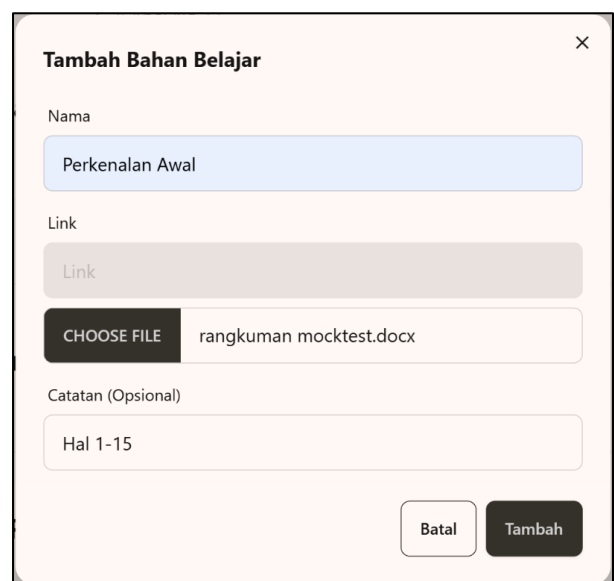 Tambah Bahan Belajar
Nama
Perkenalan Awal
Link
Link
CHOOSE FILE rangkuman mocktest.docx
Catatan (Opsional)
Hal 1-15
Batal Tambah